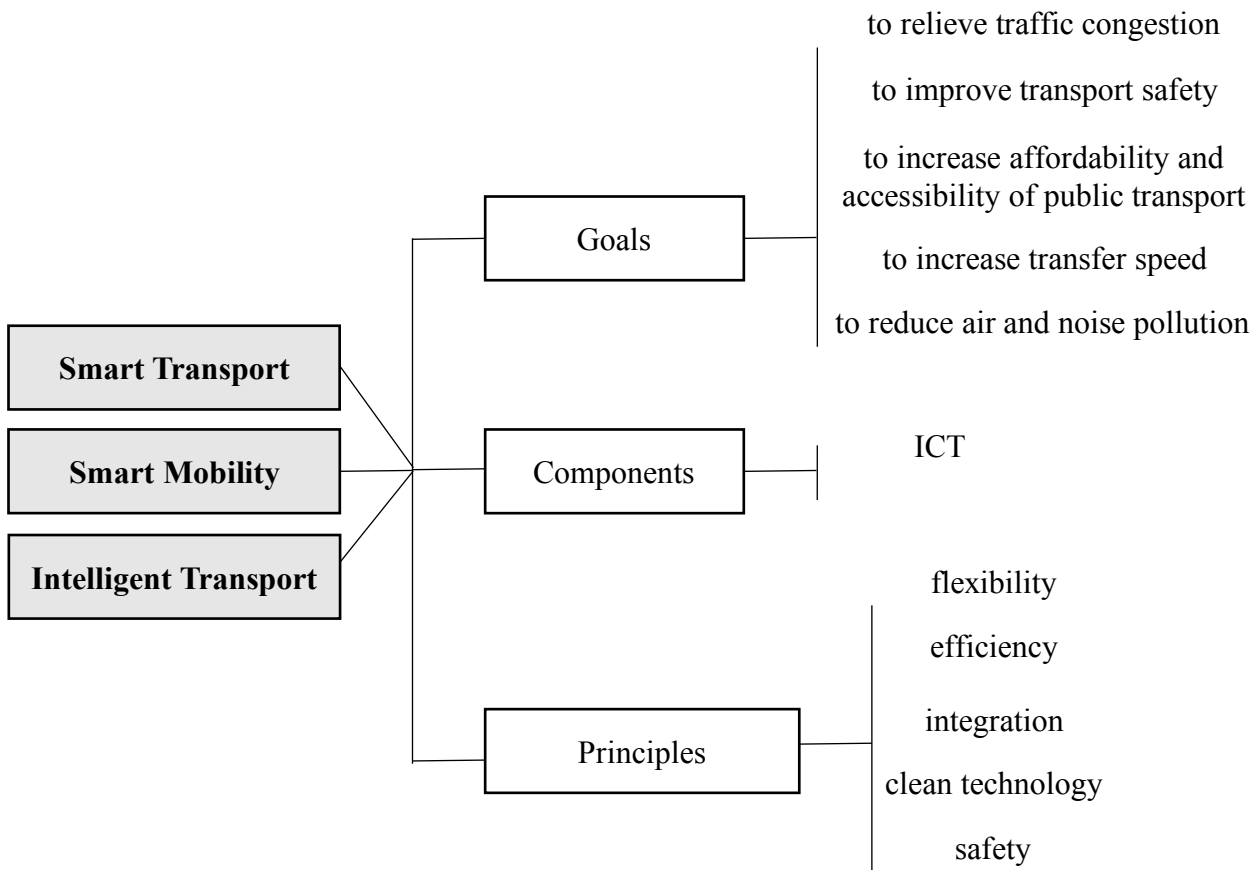 Smart Transport
Smart Mobility
Intelligent Transport
Goals
to relieve traffic congestion
to improve transport safety
to increase affordability and
accessibility of public transport
to increase transfer speed
to reduce air and noise pollution
Components
ICT
Principles
flexibility
efficiency
integration
clean technology
safety